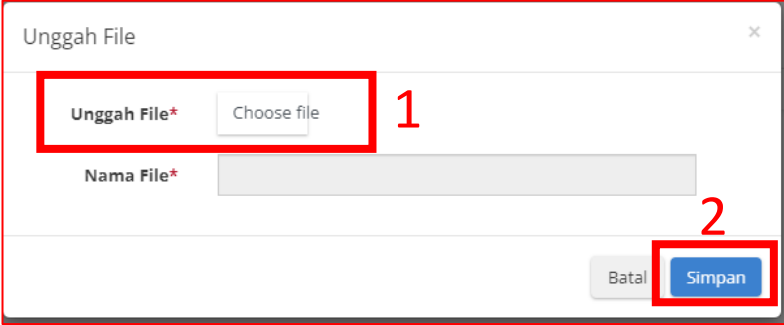 Unggah File
×
Unggah File*
Choose file
1
Nama File*
2
Batal
Simpan